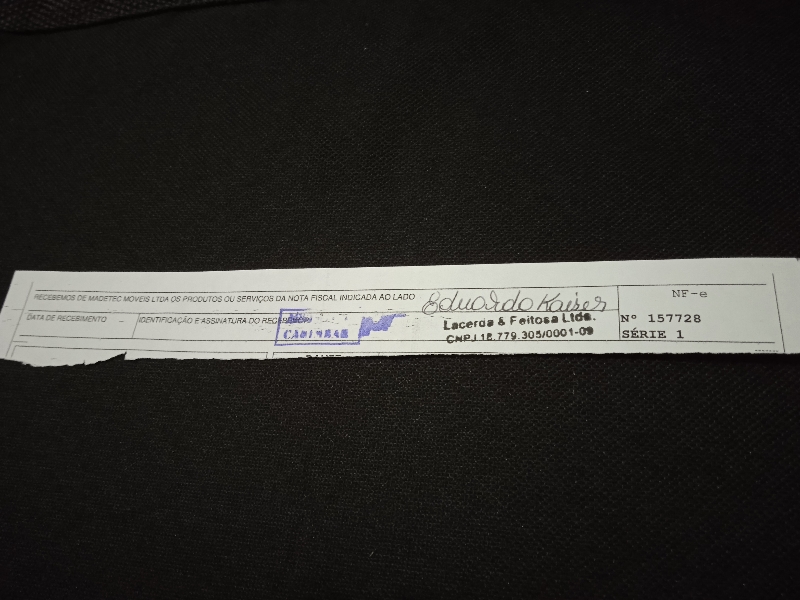 RECEBEMOS DE MADETEC MOVEIS LTDA OS PRODUTOS OU SERVIÇOS DA NOTA FISCAL INDICADA AO LADO
Eduardo Kaiser
NF-e
DATA DE RECEBIMENTO
IDENTIFICAÇÃO E ASSINATURA DO RECEBEDOR
Lacerda & Feitosa Ltda.
CNPJ 18.779.305/0001-09
Nº 157728
SÉRIE 1